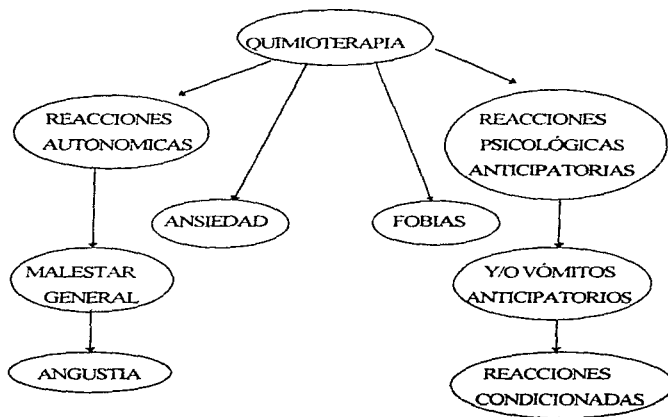 QUIMIOTERAPIA
REACCIONES
AUTONOMICAS
REACCIONES
PSICOLÓGICAS
ANTICIPATORIAS
ANSIEDAD
FOBIAS
MALESTAR
GENERAL
Y/O VÓMITOS
ANTICIPATORIOS
ANGUSTIA
REACCIONES
CONDICIONADAS